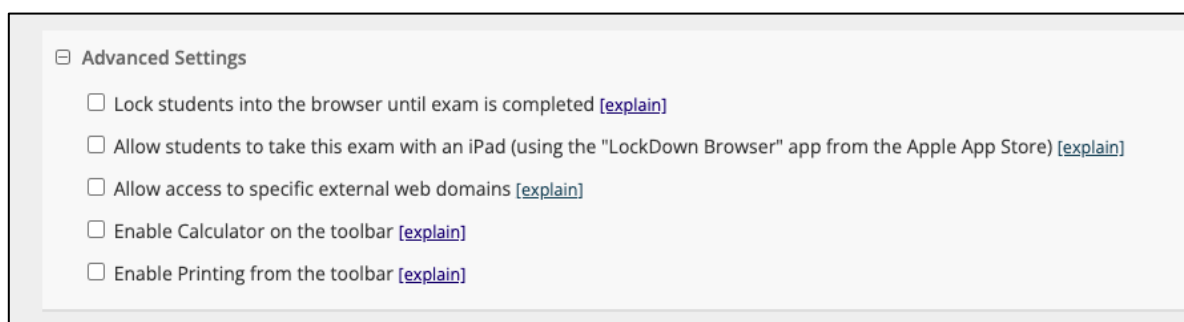 Advanced Settings
Lock students into the browser until exam is completed [explain]
Allow students to take this exam with an iPad (using the "LockDown Browser" app from the Apple App Store) [explain]
Allow access to specific external web domains [explain]
Enable Calculator on the toolbar [explain]
Enable Printing from the toolbar [explain]